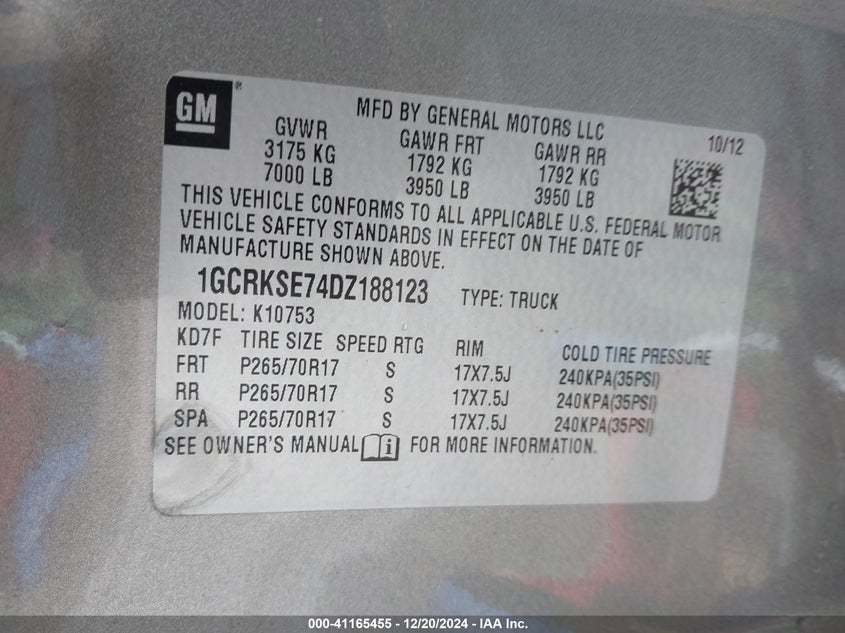 GM ®
MFD BY GENERAL MOTORS LLC
10/12
GVWR GAWR FRT GAWR RR
3175 KG 1792 KG 1792 KG
7000 LB 3950 LB 3950 LB
THIS VEHICLE CONFORMS TO ALL APPLICABLE U.S. FEDERAL MOTOR
VEHICLE SAFETY STANDARDS IN EFFECT ON THE DATE OF
MANUFACTURE SHOWN ABOVE.
1GCRKSE74DZ188123 TYPE: TRUCK
MODEL: K10753
KD7F TIRE SIZE SPEED RTG RIM COLD TIRE PRESSURE
FRT P265/70R17 S 17X7.5J 240KPA(35PSI)
RR P265/70R17 S 17X7.5J 240KPA(35PSI)
SPA P265/70R17 S 17X7.5J 240KPA(35PSI)
SEE OWNER'S MANUAL i FOR MORE INFORMATION.
000-41165455 - 12/20/2024 - IAA Inc.